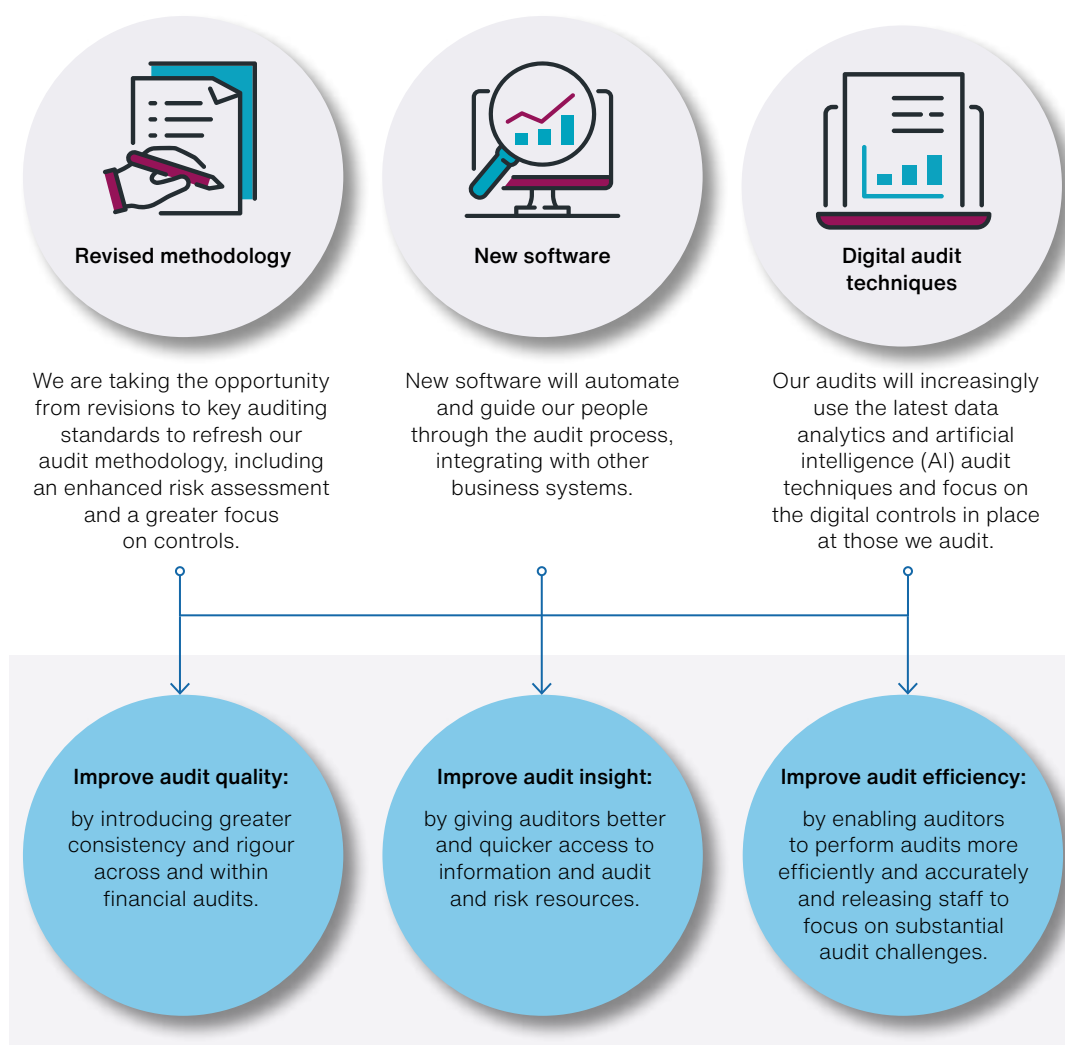 Revised methodology
We are taking the opportunity
from revisions to key auditing
standards to refresh our
audit methodology, including
an enhanced risk assessment
and a greater focus
on controls.
New software
New software will automate
and guide our people
through the audit process,
integrating with other
business systems.
Digital audit
techniques
Our audits will increasingly
use the latest data
analytics and artificial
intelligence (AI) audit
techniques and focus on
the digital controls in place
at those we audit.
Improve audit quality:
by introducing greater
consistency and rigour
across and within
financial audits.
Improve audit insight:
by giving auditors better
and quicker access to
information and audit
and risk resources.
Improve audit efficiency:
by enabling auditors
to perform audits more
efficiently and accurately
and releasing staff to
focus on substantial
audit challenges.